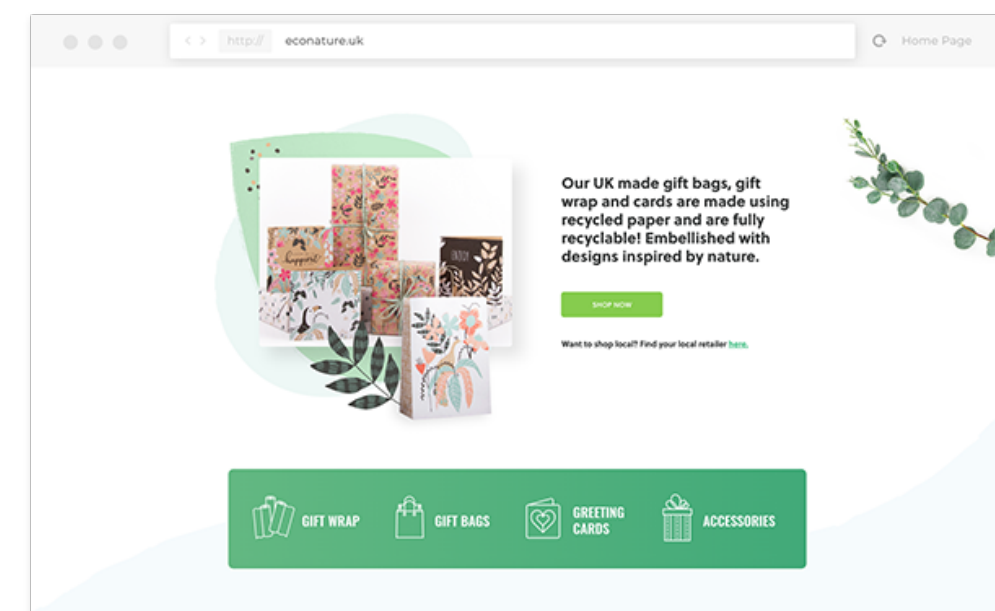 http:// econature.uk
Home Page
Our UK made gift bags, gift
wrap and cards are made using
recycled paper and are fully
recyclable! Embellished with
designs inspired by nature.
ENJOY
SHOP NOW
Want to shop local? Find your local retailer here.
GIFT WRAP
GIFT BAGS
GREETING
CARDS
ACCESSORIES